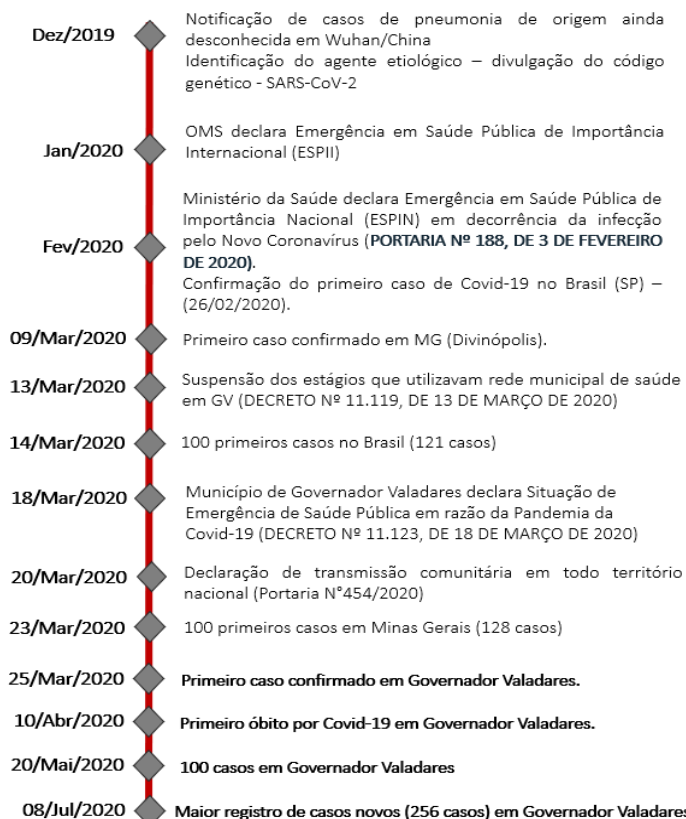 Dez/2019
Notificação de casos de pneumonia de origem ainda
desconhecida em Wuhan/China
Identificação do agente etiológico – divulgação do código
genético - SARS-CoV-2
Jan/2020
OMS declara Emergência em Saúde Pública de Importância
Internacional (ESPII)
Fev/2020
Ministério da Saúde declara Emergência em Saúde Pública de
Importância Nacional (ESPIN) em decorrência da infecção
pelo Novo Coronavírus (PORTARIA Nº 188, DE 3 DE FEVEREIRO
DE 2020).
Confirmação do primeiro caso de Covid-19 no Brasil (SP) –
(26/02/2020).
09/Mar/2020
Primeiro caso confirmado em MG (Divinópolis).
13/Mar/2020
Suspensão dos estágios que utilizavam rede municipal de saúde
em GV (DECRETO Nº 11.119, DE 13 DE MARÇO DE 2020)
14/Mar/2020
100 primeiros casos no Brasil (121 casos)
18/Mar/2020
Município de Governador Valadares declara Situação de
Emergência de Saúde Pública em razão da Pandemia da
Covid-19 (DECRETO Nº 11.123, DE 18 DE MARÇO DE 2020)
20/Mar/2020
Declaração de transmissão comunitária em todo território
nacional (Portaria N°454/2020)
23/Mar/2020
100 primeiros casos em Minas Gerais (128 casos)
25/Mar/2020
Primeiro caso confirmado em Governador Valadares.
10/Abr/2020
Primeiro óbito por Covid-19 em Governador Valadares.
20/Mai/2020
100 casos em Governador Valadares
08/Jul/2020
Maior registro de casos novos (256 casos) em Governador Valadares